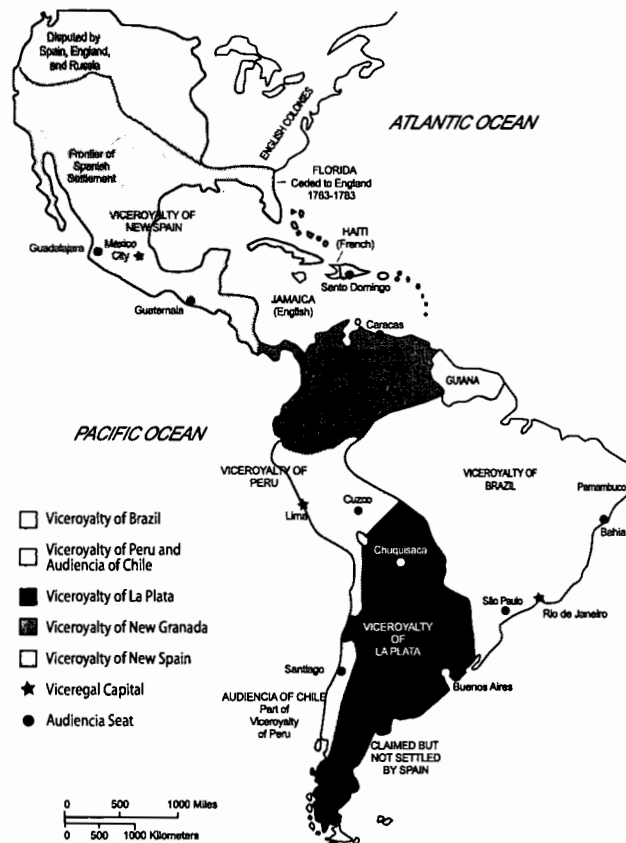 Disputed by
Spain, England,
and Russia
ENGLISH COLONIES
ATLANTIC OCEAN
Frontier of
Spanish
Settlement
FLORIDA
Ceded to England
1763-1783
VICEROYALTY OF
NEW SPAIN
HAITI
(French)
Guadalajara
Mexico
City
Santo Domingo
JAMAICA
(English)
Guatemala
Caracas
GUIANA
PACIFIC OCEAN
VICEROYALTY OF
PERU
VICEROYALTY OF
BRAZIL
Pamambuco
Cuzco
Lima
Bahia
Chuquisaca
São Paulo
Rio de Janeiro
VICEROYALTY
OF
LA PLATA
Santiago
Buenos Aires
AUDIENCIA OF CHILE
Part of
Viceroyalty
of Peru
CLAIMED BUT
NOT SETTLED
BY SPAIN
Viceroyalty of Brazil
Viceroyalty of Peru and
Audiencia of Chile
Viceroyalty of La Plata
Viceroyalty of New Granada
Viceroyalty of New Spain
Viceregal Capital
Audiencia Seat
0 500 1000 Miles
0 500 1000 Kilometers